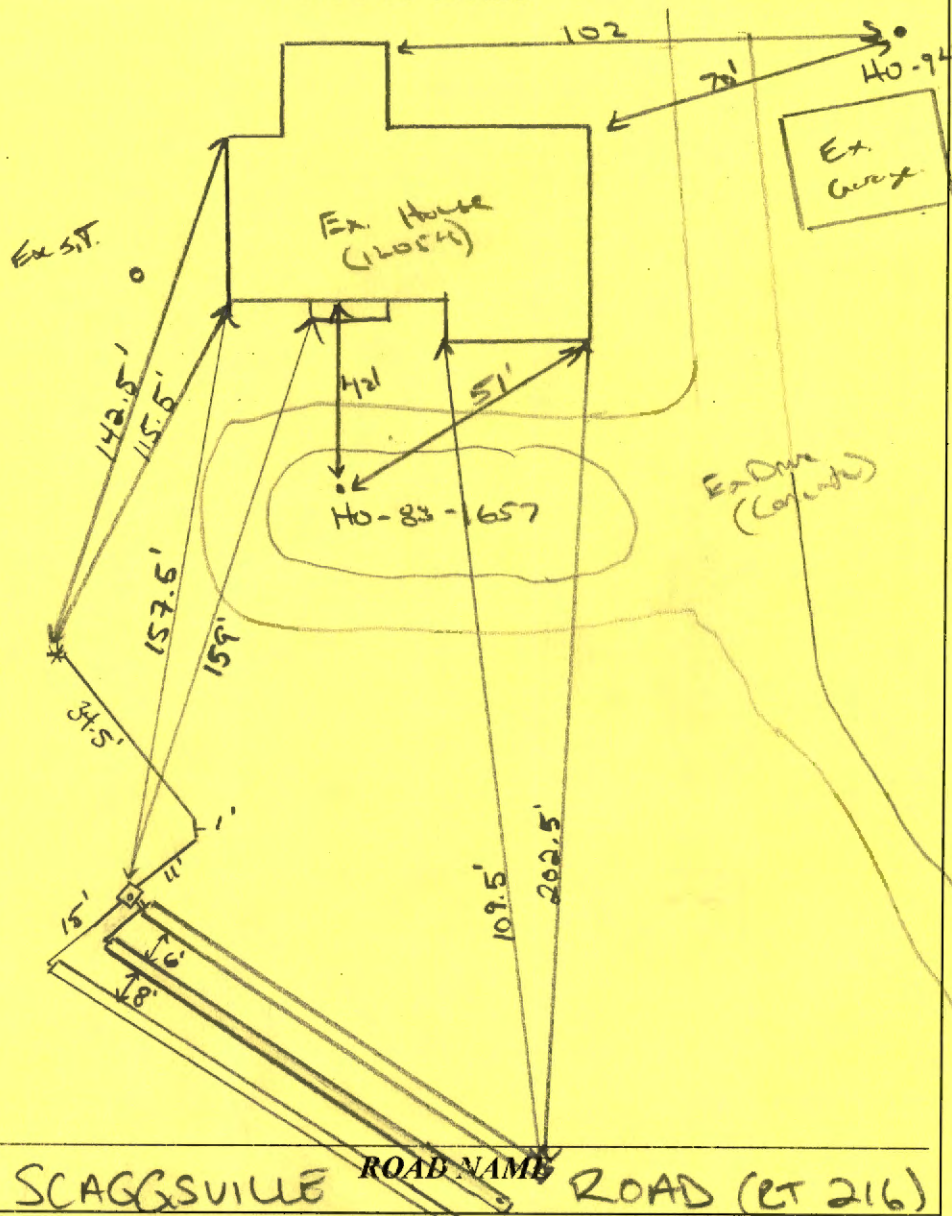 102
70'
HO-94
Ex.
Garage
Ex. House
(12054)
Ex S.T.
142.5'
115.5'
42'
51'
HO-83-1657
Ex Drive
(Concrete)
157.5'
159'
34.5'
1'
11'
15'
6'
8'
109.5'
202.5'
ROAD NAME
SCAGGSVILLE ROAD (RT 216)